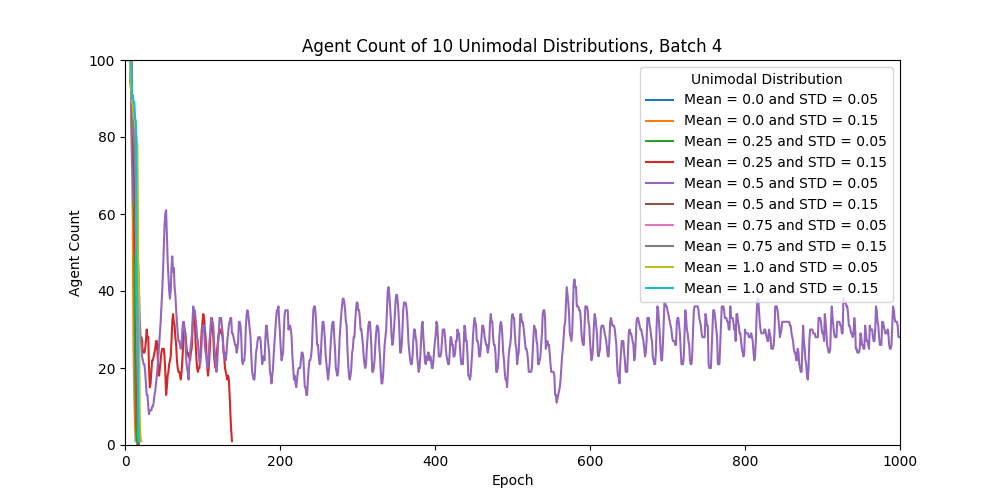 Agent Count of 10 Unimodal Distributions, Batch 4
100
80
60
40
20
0
Agent Count
0
200
400
600
800
1000
Epoch
Unimodal Distribution
Mean = 0.0 and STD = 0.05
Mean = 0.0 and STD = 0.15
Mean = 0.25 and STD = 0.05
Mean = 0.25 and STD = 0.15
Mean = 0.5 and STD = 0.05
Mean = 0.5 and STD = 0.15
Mean = 0.75 and STD = 0.05
Mean = 0.75 and STD = 0.15
Mean = 1.0 and STD = 0.05
Mean = 1.0 and STD = 0.15